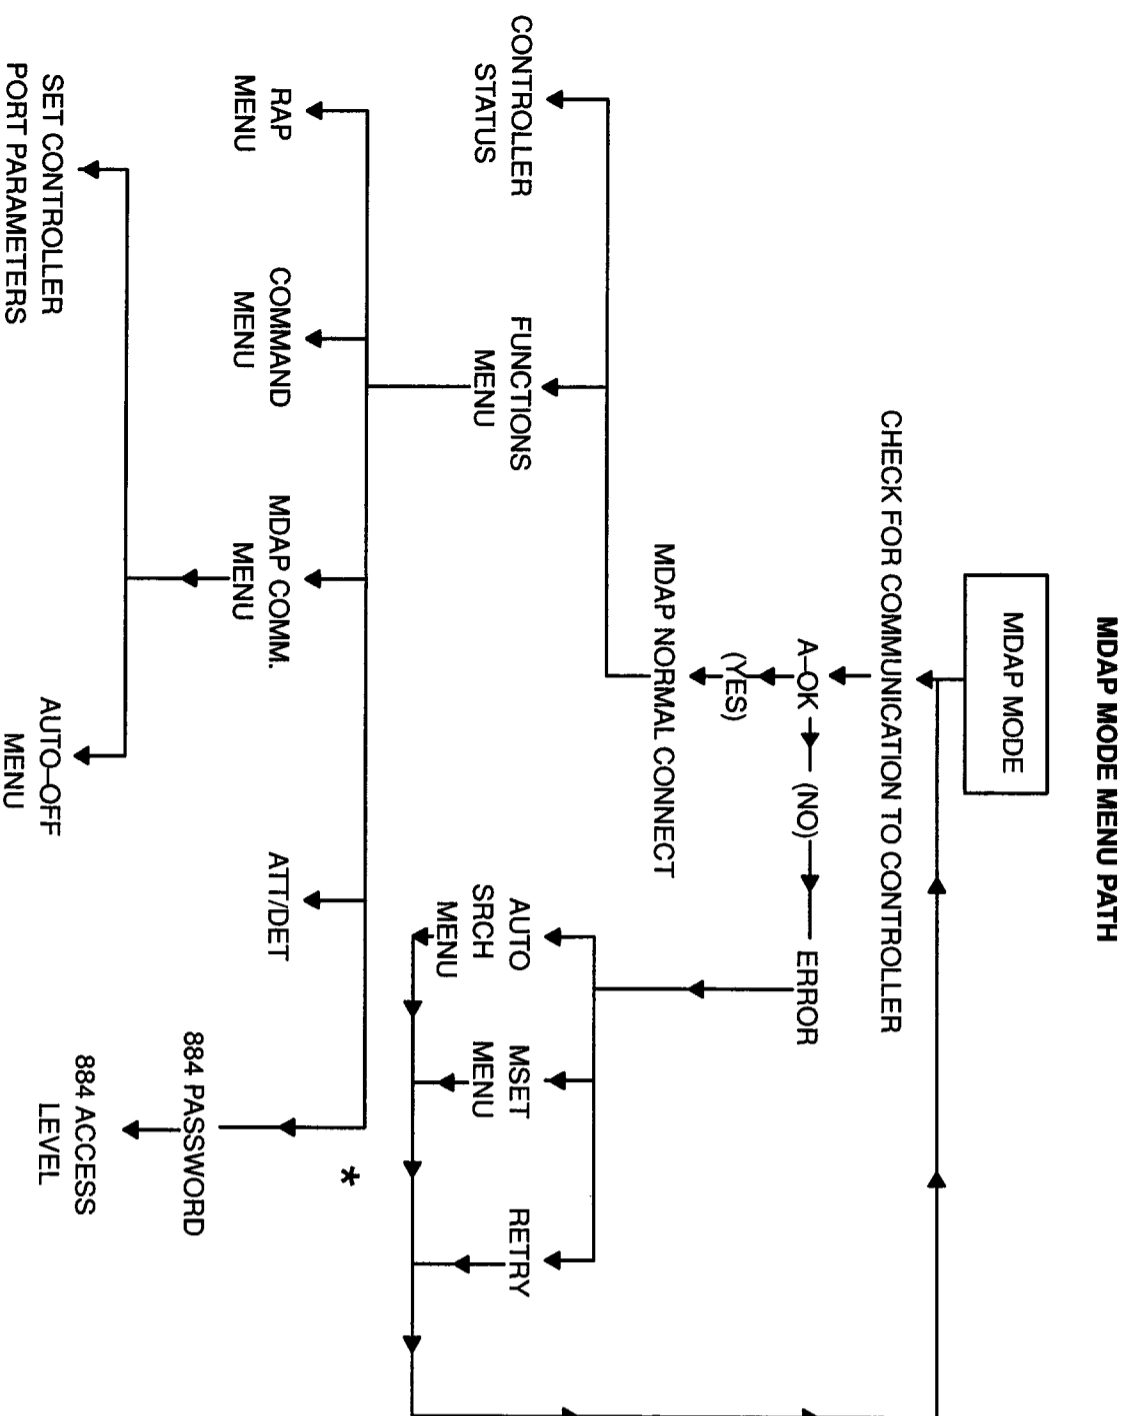 MDAP MODE MENU PATH
MDAP MODE
CHECK FOR COMMUNICATION TO CONTROLLER
A–OK
(NO)
ERROR
(YES)
MDAP NORMAL CONNECT
CONTROLLER
STATUS
FUNCTIONS
MENU
AUTO
SRCH
MENU
MSET
MENU
RETRY
*
RAP
MENU
COMMAND
MENU
MDAP COMM.
MENU
ATT/DET
884 PASSWORD
884 ACCESS
LEVEL
SET CONTROLLER
PORT PARAMETERS
AUTO–OFF
MENU